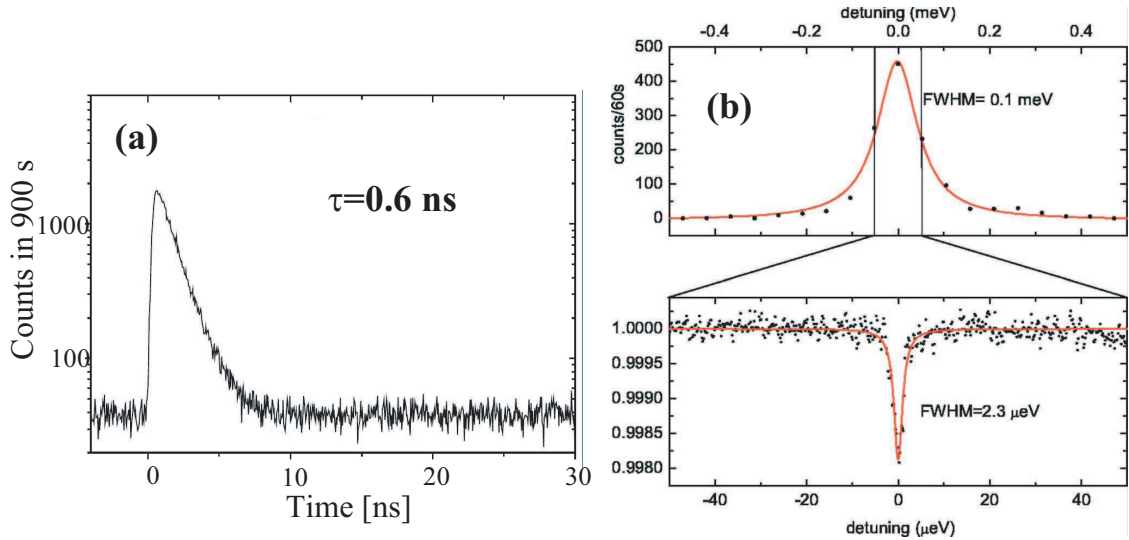 (a)
τ=0.6 ns
Counts in 900 s
1000
100
0
10
20
30
Time [ns]
detuning (meV)
-0.4
-0.2
0.0
0.2
0.4
500
400
300
200
100
0
counts/60s
FWHM= 0.1 meV
(b)
1.0000
0.9995
0.9990
0.9985
0.9980
FWHM=2.3 µeV
-40
-20
0
20
40
detuning (µeV)